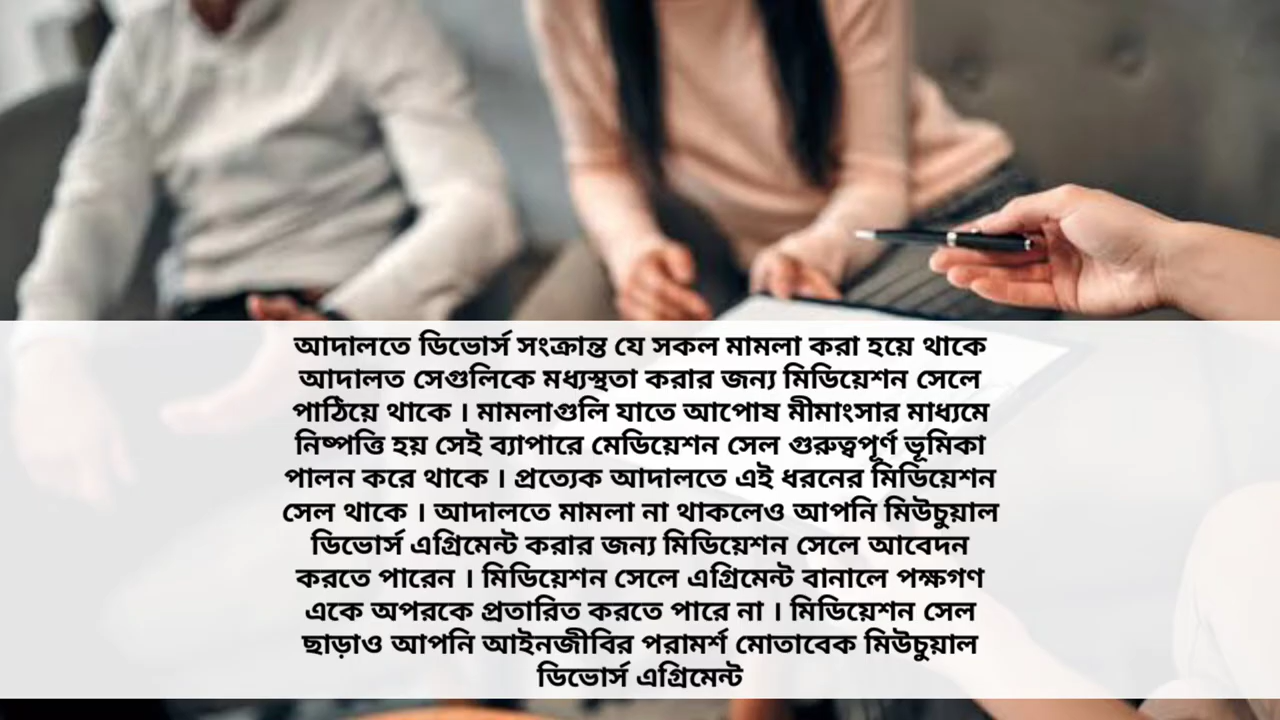 আদালতে ডিভোর্স সংক্রান্ত যে সকল মামলা করা হয়ে থাকে
আদালত সেগুলিকে মধ্যস্থতা করার জন্য মিডিয়েশন সেলে
পাঠিয়ে থাকে । মামলাগুলি যাতে আপোষ মীমাংসার মাধ্যমে
নিষ্পত্তি হয় সেই ব্যাপারে মেডিয়েশন সেল গুরুত্বপূর্ণ ভূমিকা
পালন করে থাকে । প্রত্যেক আদালতে এই ধরনের মিডিয়েশন
সেল থাকে । আদালতে মামলা না থাকলেও আপনি মিউচুয়াল
ডিভোর্স এগ্রিমেন্ট করার জন্য মিডিয়েশন সেলে আবেদন
করতে পারেন । মিডিয়েশন সেলে এগ্রিমেন্ট বানালে পক্ষগণ
একে অপরকে প্রতারিত করতে পারে না । মিডিয়েশন সেল
ছাড়াও আপনি আইনজীবির পরামর্শ মোতাবেক মিউচুয়াল
ডিভোর্স এগ্রিমেন্ট